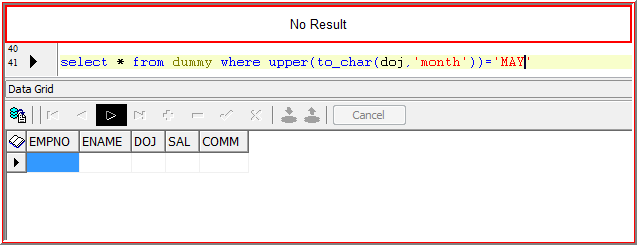 No Result
40
41 select * from dummy where upper(to_char(doj,'month'))='MAY'
Data Grid
Cancel
EMPNO ENAME DOJ SAL COMM